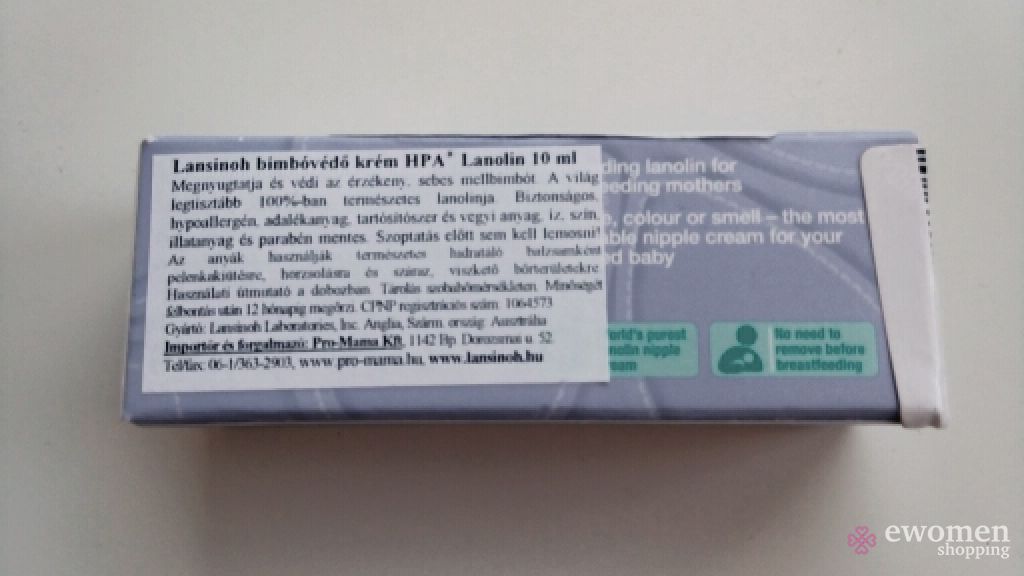 Lansinoh bimbóvédő krém HPA® Lanolin 10 ml
Megnyugtatja és védi az érzékeny, sebes mellbimbót. A világ
legtisztább 100%-ban természetes lanolinja. Biztonságos,
hypoallergén, adalékanyag, tartósítószer és vegyi anyag, íz, szín,
illatanyag és parabén mentes. Szoptatás előtt sem kell lemosni!
Az anyák használják természetes hidratáló balzsamként
pelenkakiütésre, horzsolásra és száraz, viszkető bőrterületekre.
Használati útmutató a dobozban. Tárolás szobahőmérsékleten. Minőségét
felbontás után 12 hónapig megőrzi. CPNP regisztrációs szám: 1064573
Gyártó: Lansinoh Laboratories, Inc. Anglia, Szárm. ország: Ausztrália
Importőr és forgalmazó: Pro-Mama Kft. 1142 Bp. Dorozsmai u. 52.
Tel/fax: 06-1/363-2903, www.pro-mama.hu, www.lansinoh.hu
ding lanolin for
eeding mothers
e, colour or smell – the most
ble nipple cream for your
nd baby
orld's purest
nolin nipple
eam
No need to
remove before
breastfeeding
ewomen
shopping